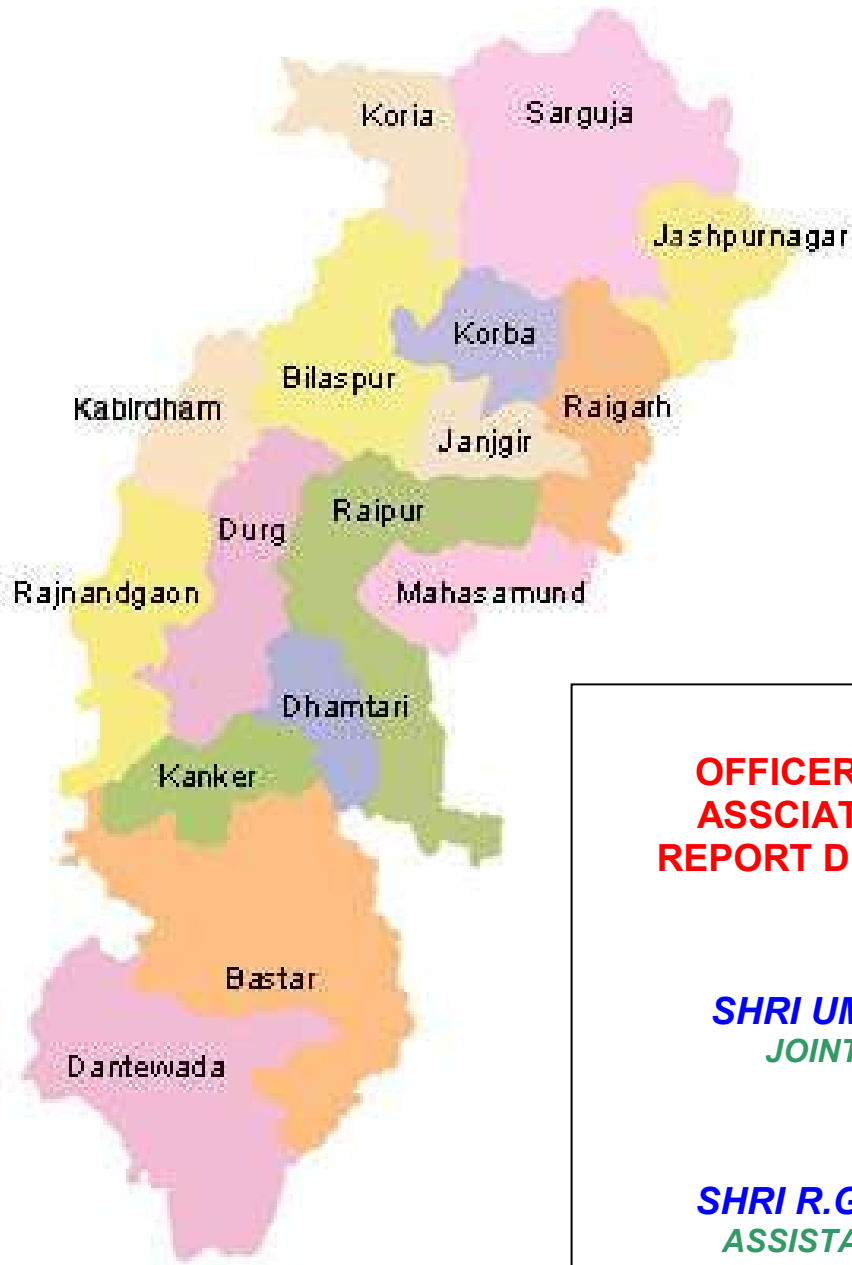 Koria
Sarguja
Jashpurnagar
Korba
Bilaspur
Kabirdham
Raigarh
Janjgir
Raipur
Durg
Rajnandgaon
Mahasamund
Dhamtari
Kanker
Bastar
Dantewada
OFFICER
ASSCIAT
REPORT D
SHRI UM
JOINT
SHRI R.G
ASSISTA